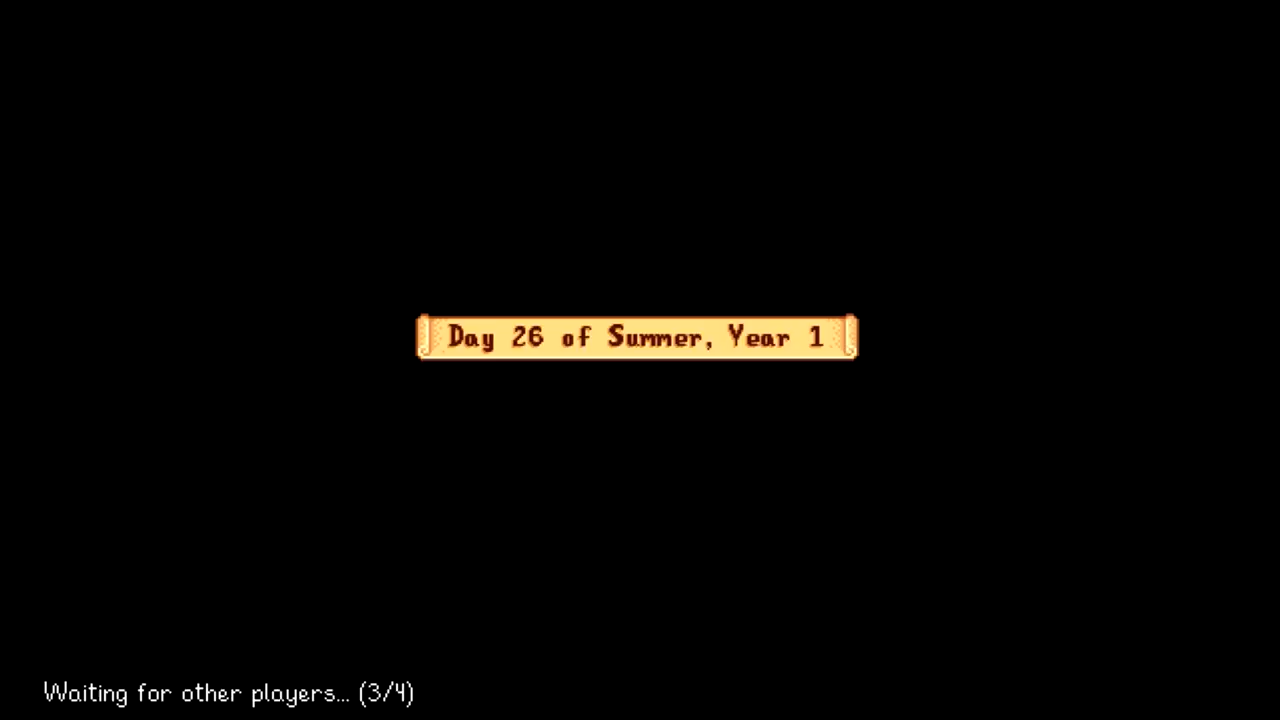 Day 26 of Summer, Year 1
Waiting for other players... (3/4)